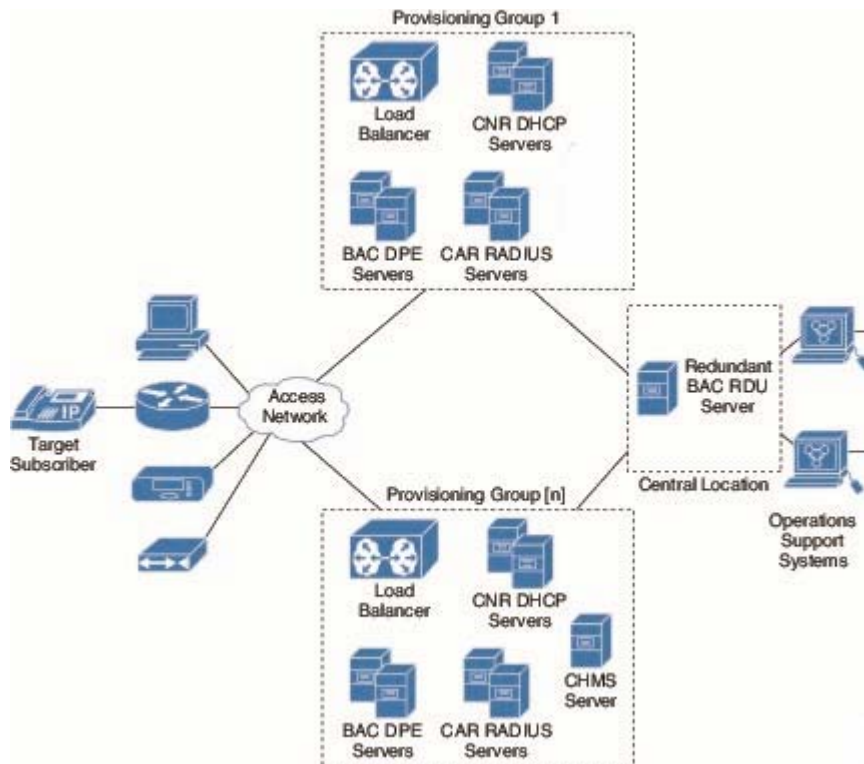 Provisioning Group 1
Load
Balancer
CNR DHCP
Servers
BAC DPE
Servers
CAR RADIUS
Servers
IP
Target
Subscriber
Access
Network
Redundant
BAC RDU
Server
Central Location
Operations
Support
Systems
Provisioning Group [n]
Load
Balancer
CNR DHCP
Servers
CHMS
Server
BAC DPE
Servers
CAR RADIUS
Servers